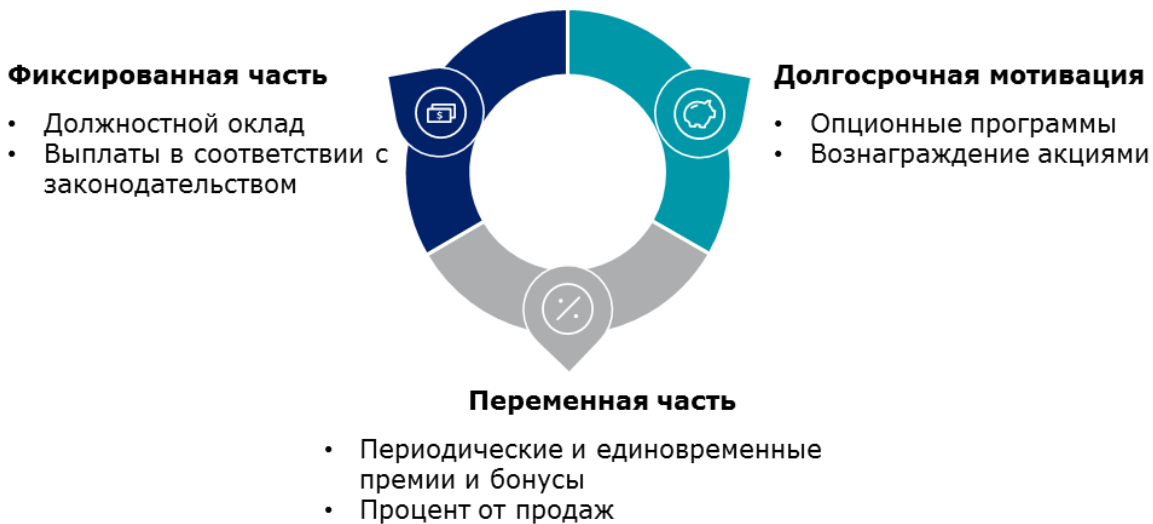 Фиксированная часть
• Должностной оклад
• Выплаты в соответствии с
законодательством
Долгосрочная мотивация
• Опционные программы
• Вознаграждение акциями
Переменная часть
• Периодические и единовременные
премии и бонусы
• Процент от продаж